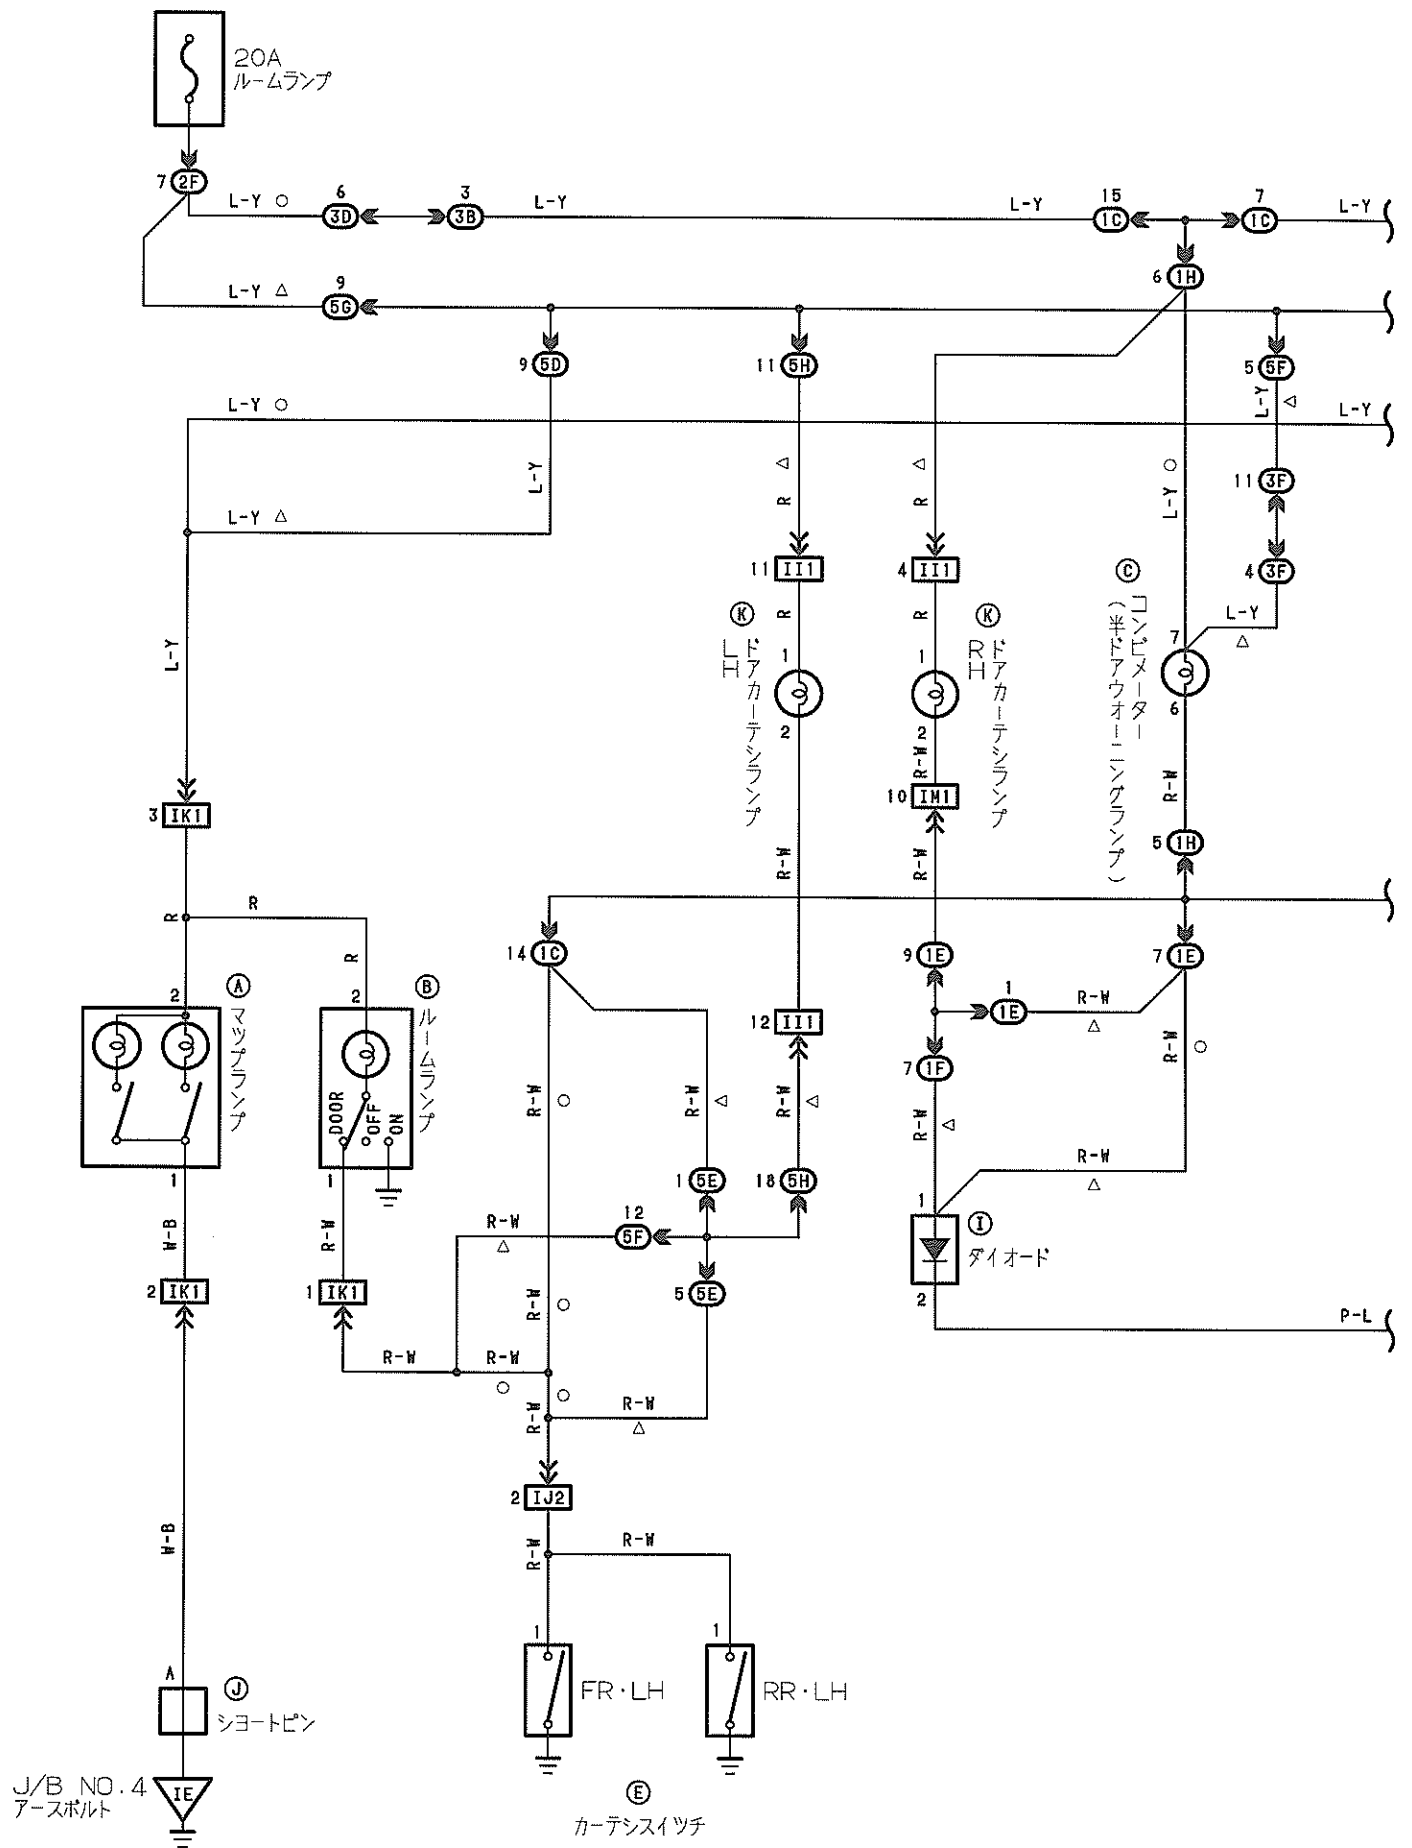 20A
ルームランプ
7 2F
L-Y ○
6
3D
3
3B
L-Y
L-Y
15
1C
7
1C
L-Y
6 1H
L-Y △
9
5G
9 5D
11 5H
5 5F
L-Y △
L-Y ○
L-Y
L-Y
L-Y △
△
R
△
R
○
L-Y
11 3F
4 3F
L-Y
△
11 II1
4 II1
R
R
L-Y
Ⓚ
ドアカーテシランプ
LH
1
2
Ⓚ
ドアカーテシランプ
RH
1
2
R-W
Ⓒ
コンビメーター
(半ドアウオーニングランプ)
7
6
R-W
3 IK1
10 IM1
R-W
R-W
5 1H
R
R
R
14 1C
9 1E
7 1E
1
1E
R-W
△
R-W ○
7 1F
12 II1
2
Ⓐ
マップランプ
1
2
Ⓑ
ルームランプ
DOOR
OFF
ON
1
R-W ○
R-W △
R-W △
R-W △
R-W
△
1 5E
18 5H
12
5F
R-W
△
5 5E
W-B
R-W
2 IK1
1 IK1
R-W ○
1
Ⓘ
ダイオード
2
P-L
R-W
R-W
○
○
R-W
R-W
△
2 IJ2
W-B
R-W
R-W
1
1
FR・LH
RR・LH
A
Ⓙ
シヨートピン
J/B NO.4
アースボルト
IE
Ⓔ
カーテシスイツチ